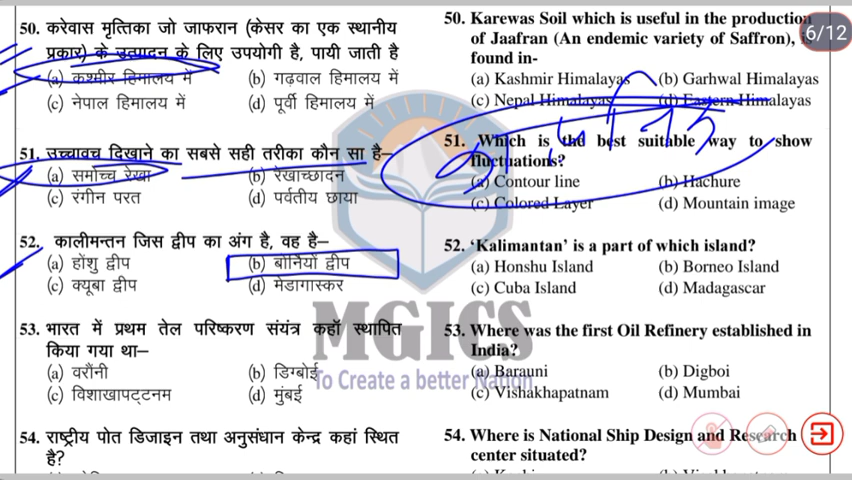 50. करेवास मृत्तिका जो जाफरान (केसर का एक स्थानीय
प्रकार) के उत्पादन के लिए उपयोगी है, पायी जाती है
(a) कश्मीर हिमालय में (b) गढ़वाल हिमालय में
(c) नेपाल हिमालय में (d) पूर्वी हिमालय में
51. उच्चावच दिखाने का सबसे सही तरीका कौन सा है–
(a) समोच्च रेखा (b) रेखाच्छादन
(c) रंगीन परत (d) पर्वतीय छाया
52. कालीमन्तन जिस द्वीप का अंग है, वह है–
(a) होंशु द्वीप (b) बोर्नियों द्वीप
(c) क्यूबा द्वीप (d) मेडागास्कर
53. भारत में प्रथम तेल परिष्करण संयंत्र कहाँ स्थापित
किया गया था–
(a) वरौंनी (b) डिग्बोई
(c) विशाखापट्टनम (d) मुंबई
54. राष्ट्रीय पोत डिजाइन तथा अनुसंधान केन्द्र कहां स्थित
है?
50. Karewas Soil which is useful in the production
of Jaafran (An endemic variety of Saffron),
found in-
(a) Kashmir Himalayas (b) Garhwal Himalayas
(c) Nepal Himalayas (d) Eastern Himalayas
51. Which is the best suitable way to show
fluctuations?
(a) Contour line (b) Hachure
(c) Colored Layer (d) Mountain image
52. ‘Kalimantan’ is a part of which island?
(a) Honshu Island (b) Borneo Island
(c) Cuba Island (d) Madagascar
53. Where was the first Oil Refinery established in
India?
(a) Barauni (b) Digboi
(c) Vishakhapatnam (d) Mumbai
54. Where is National Ship Design and Research
center situated?
6/12
MGICS
To Create a better Nation